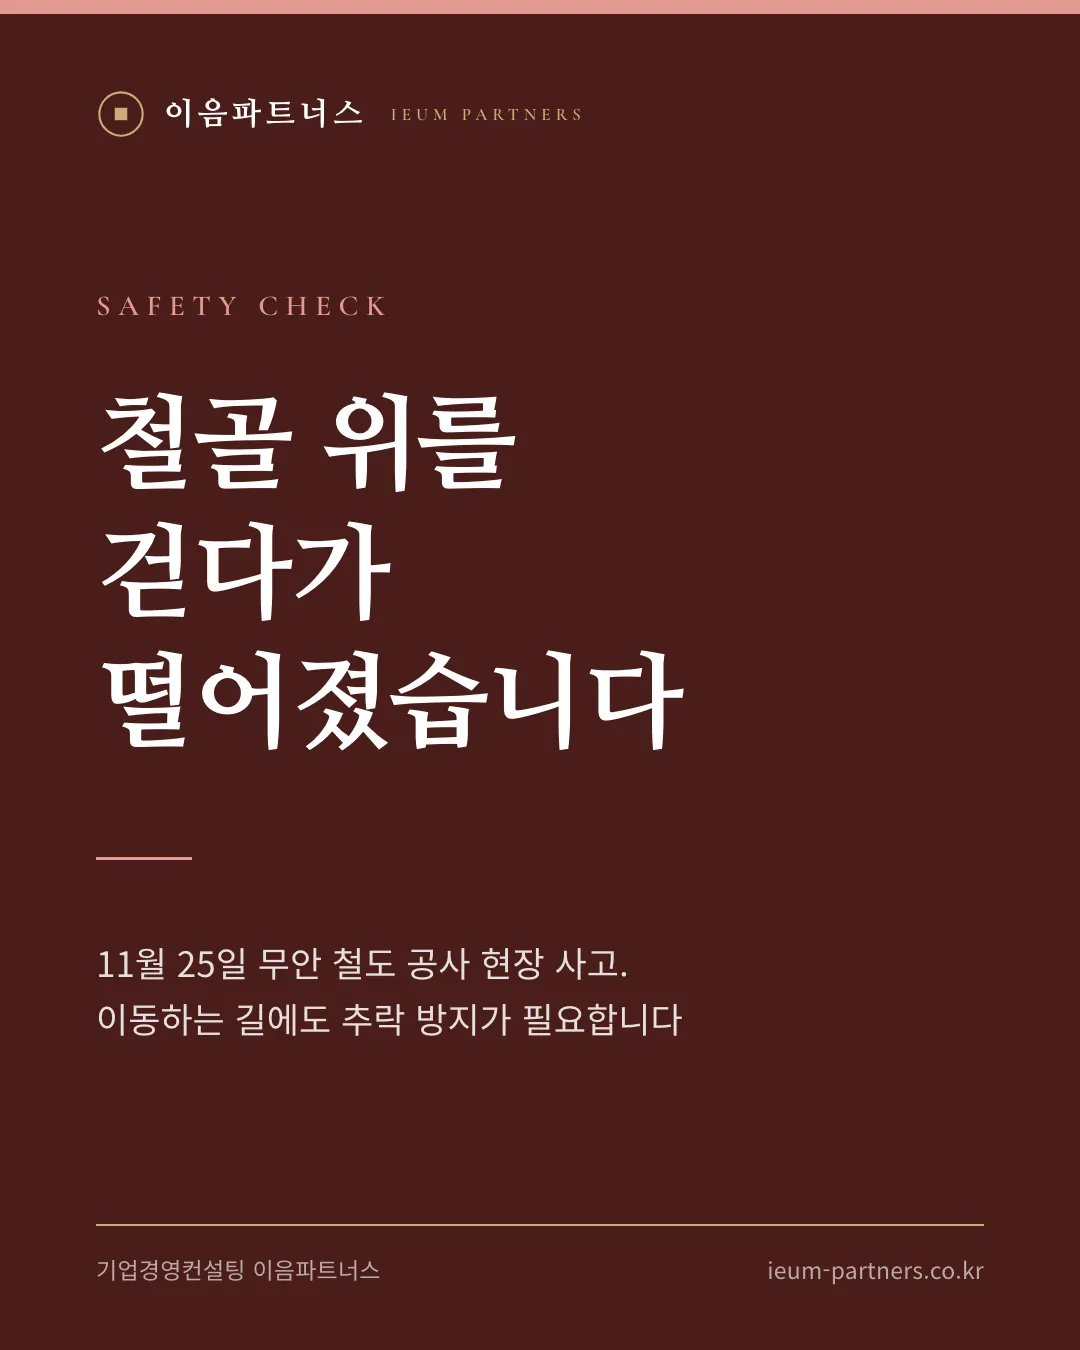 이음파트너스 IEUM PARTNERS
SAFETY CHECK
철골 위를
걷다가
떨어졌습니다
11월 25일 무안 철도 공사 현장 사고.
이동하는 길에도 추락 방지가 필요합니다
기업경영컨설팅 이음파트너스 ieum-partners.co.kr